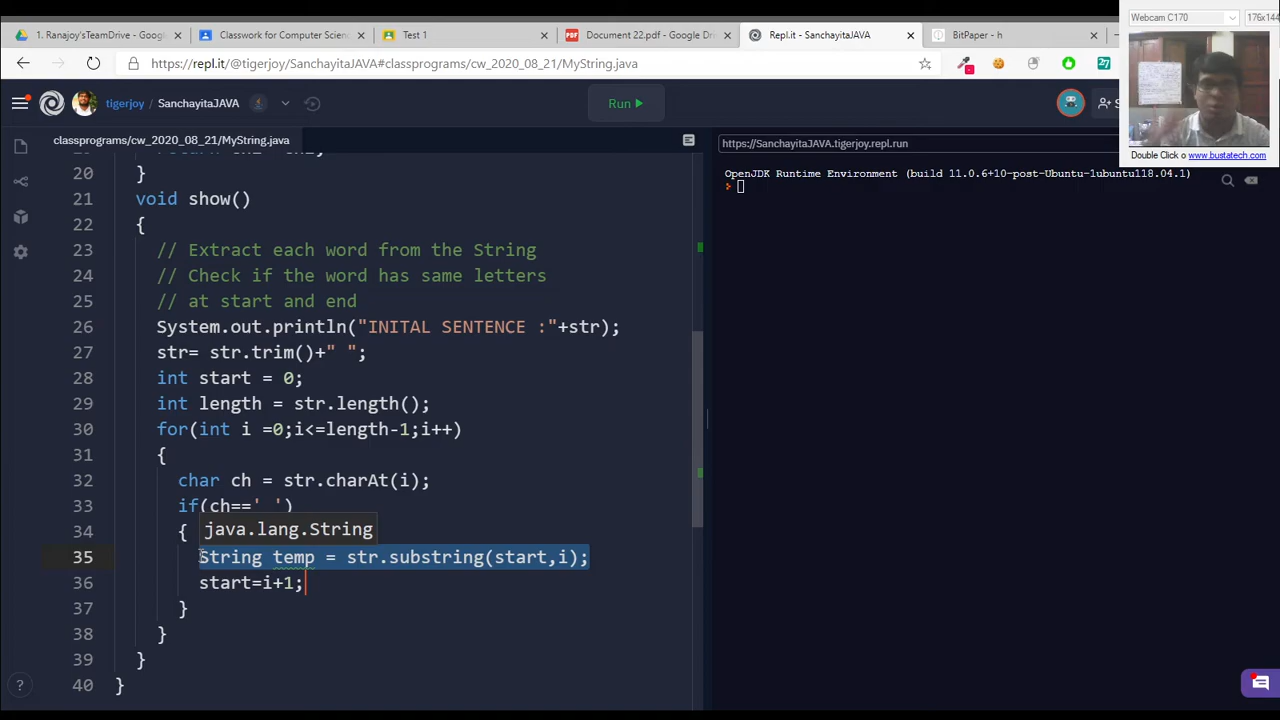 1. Ranajoy'sTeamDrive - Google
Classwork for Computer Scienc
Test 1
Document 22.pdf - Google Dri
Repl.it - SanchayitaJAVA
BitPaper - h
Webcam C170
176x144
https://repl.it/@tigerjoy/SanchayitaJAVA#classprograms/cw_2020_08_21/MyString.java
27
tigerjoy / SanchayitaJAVA
Run
Double Click o www.bustatech.com
classprograms/cw_2020_08_21/MyString.java
https://SanchayitaJAVA.tigerjoy.repl.run
OpenJDK Runtime Environment (build 11.0.6+10-post-Ubuntu-1ubuntu118.04.1)
20 }
21 void show()
22 {
23 // Extract each word from the String
24 // Check if the word has same letters
25 // at start and end
26 System.out.println("INITAL SENTENCE :"+str);
27 str= str.trim()+" ";
28 int start = 0;
29 int length = str.length();
30 for(int i =0;i<=length-1;i++)
31 {
32 char ch = str.charAt(i);
33 if(ch==' ')
34 {
java.lang.String
35 String temp = str.substring(start,i);
36 start=i+1;
37 }
38 }
39 }
40 }
?